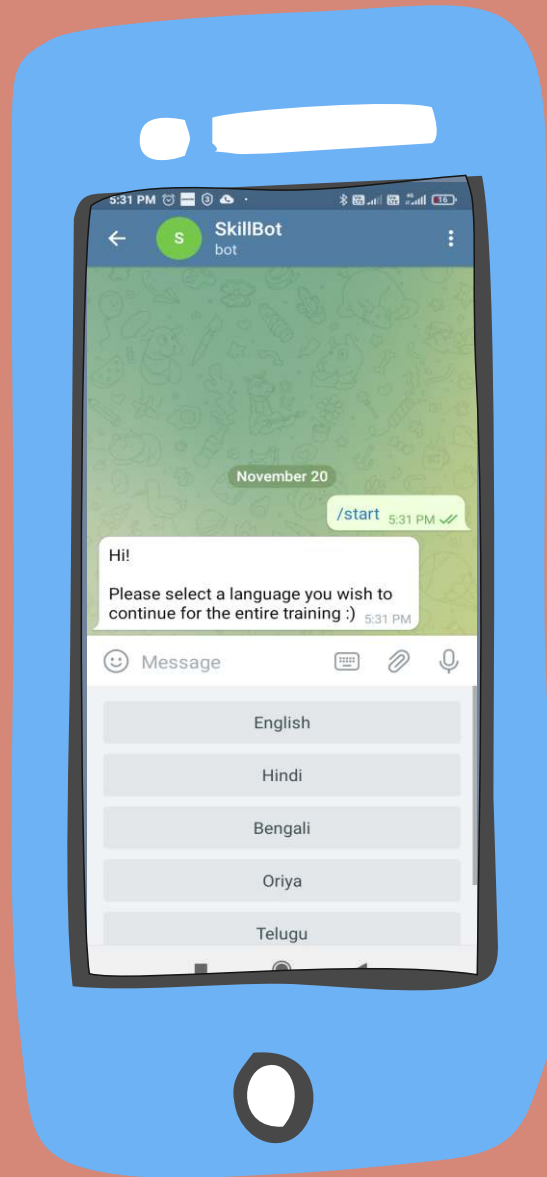 5:31 PM
16
S
SkillBot
bot
November 20
/start 5:31 PM
Hi!
Please select a language you wish to
continue for the entire training :) 5:31 PM
Message
English
Hindi
Bengali
Oriya
Telugu